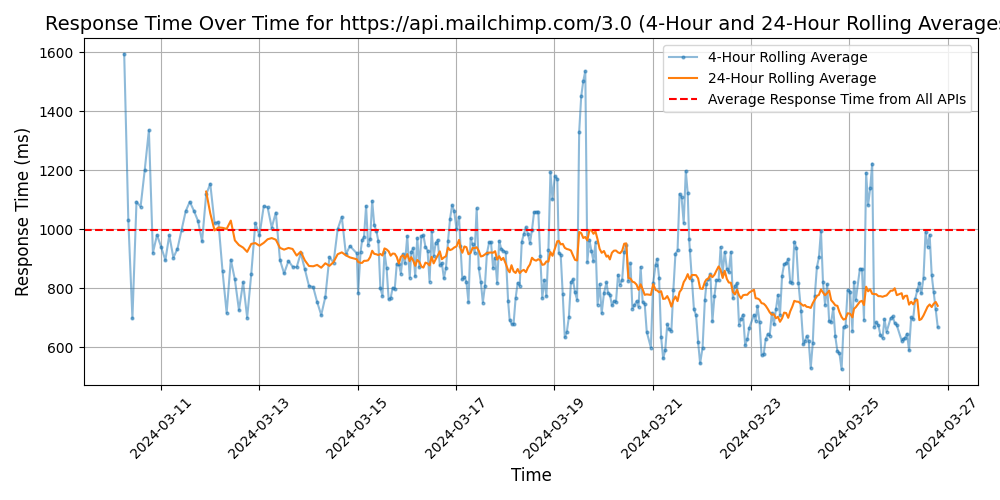 Response Time Over Time for https://api.mailchimp.com/3.0 (4-Hour and 24-Hour Rolling Averages
4-Hour Rolling Average
24-Hour Rolling Average
Average Response Time from All APIs
Response Time (ms)
1600
1400
1200
1000
800
600
2024-03-11
2024-03-13
2024-03-15
2024-03-17
2024-03-19
2024-03-21
2024-03-23
2024-03-25
2024-03-27
Time